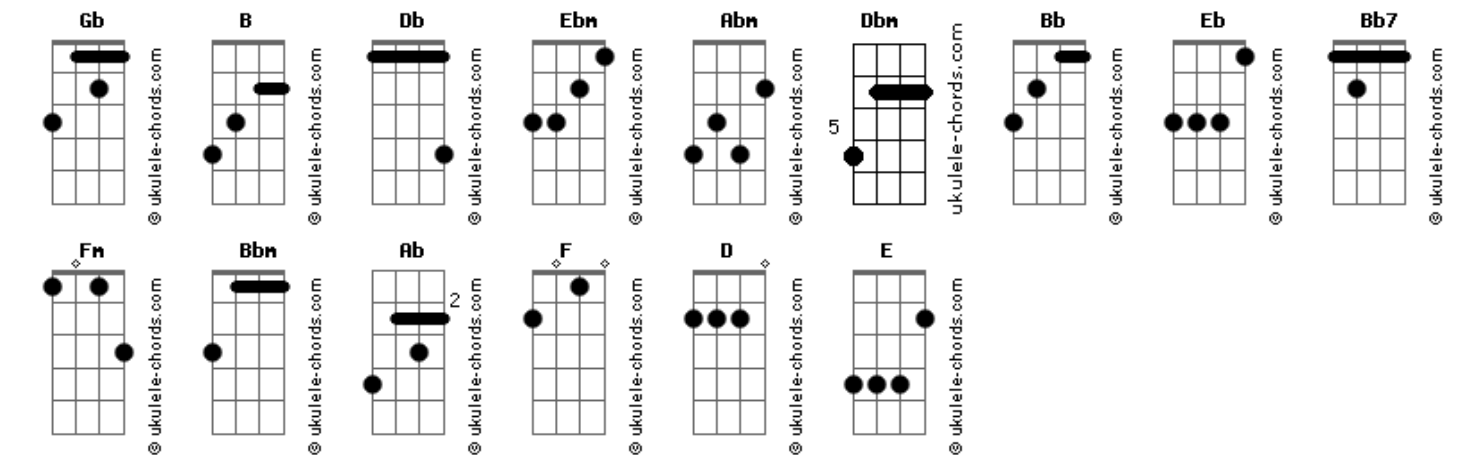 Gb B Db Ebm Abm Dbm Bb Eb Bb7
© ukulele-chords.com © ukulele-chords.com © ukulele-chords.com © ukulele-chords.com © ukulele-chords.com ukulele-chords.com © ukulele-chords.com © ukulele-chords.com © ukulele-chords.com
5
Fm Bbm Ab F D E
2
© ukulele-chords.com © ukulele-chords.com © ukulele-chords.com © ukulele-chords.com © ukulele-chords.com © ukulele-chords.com